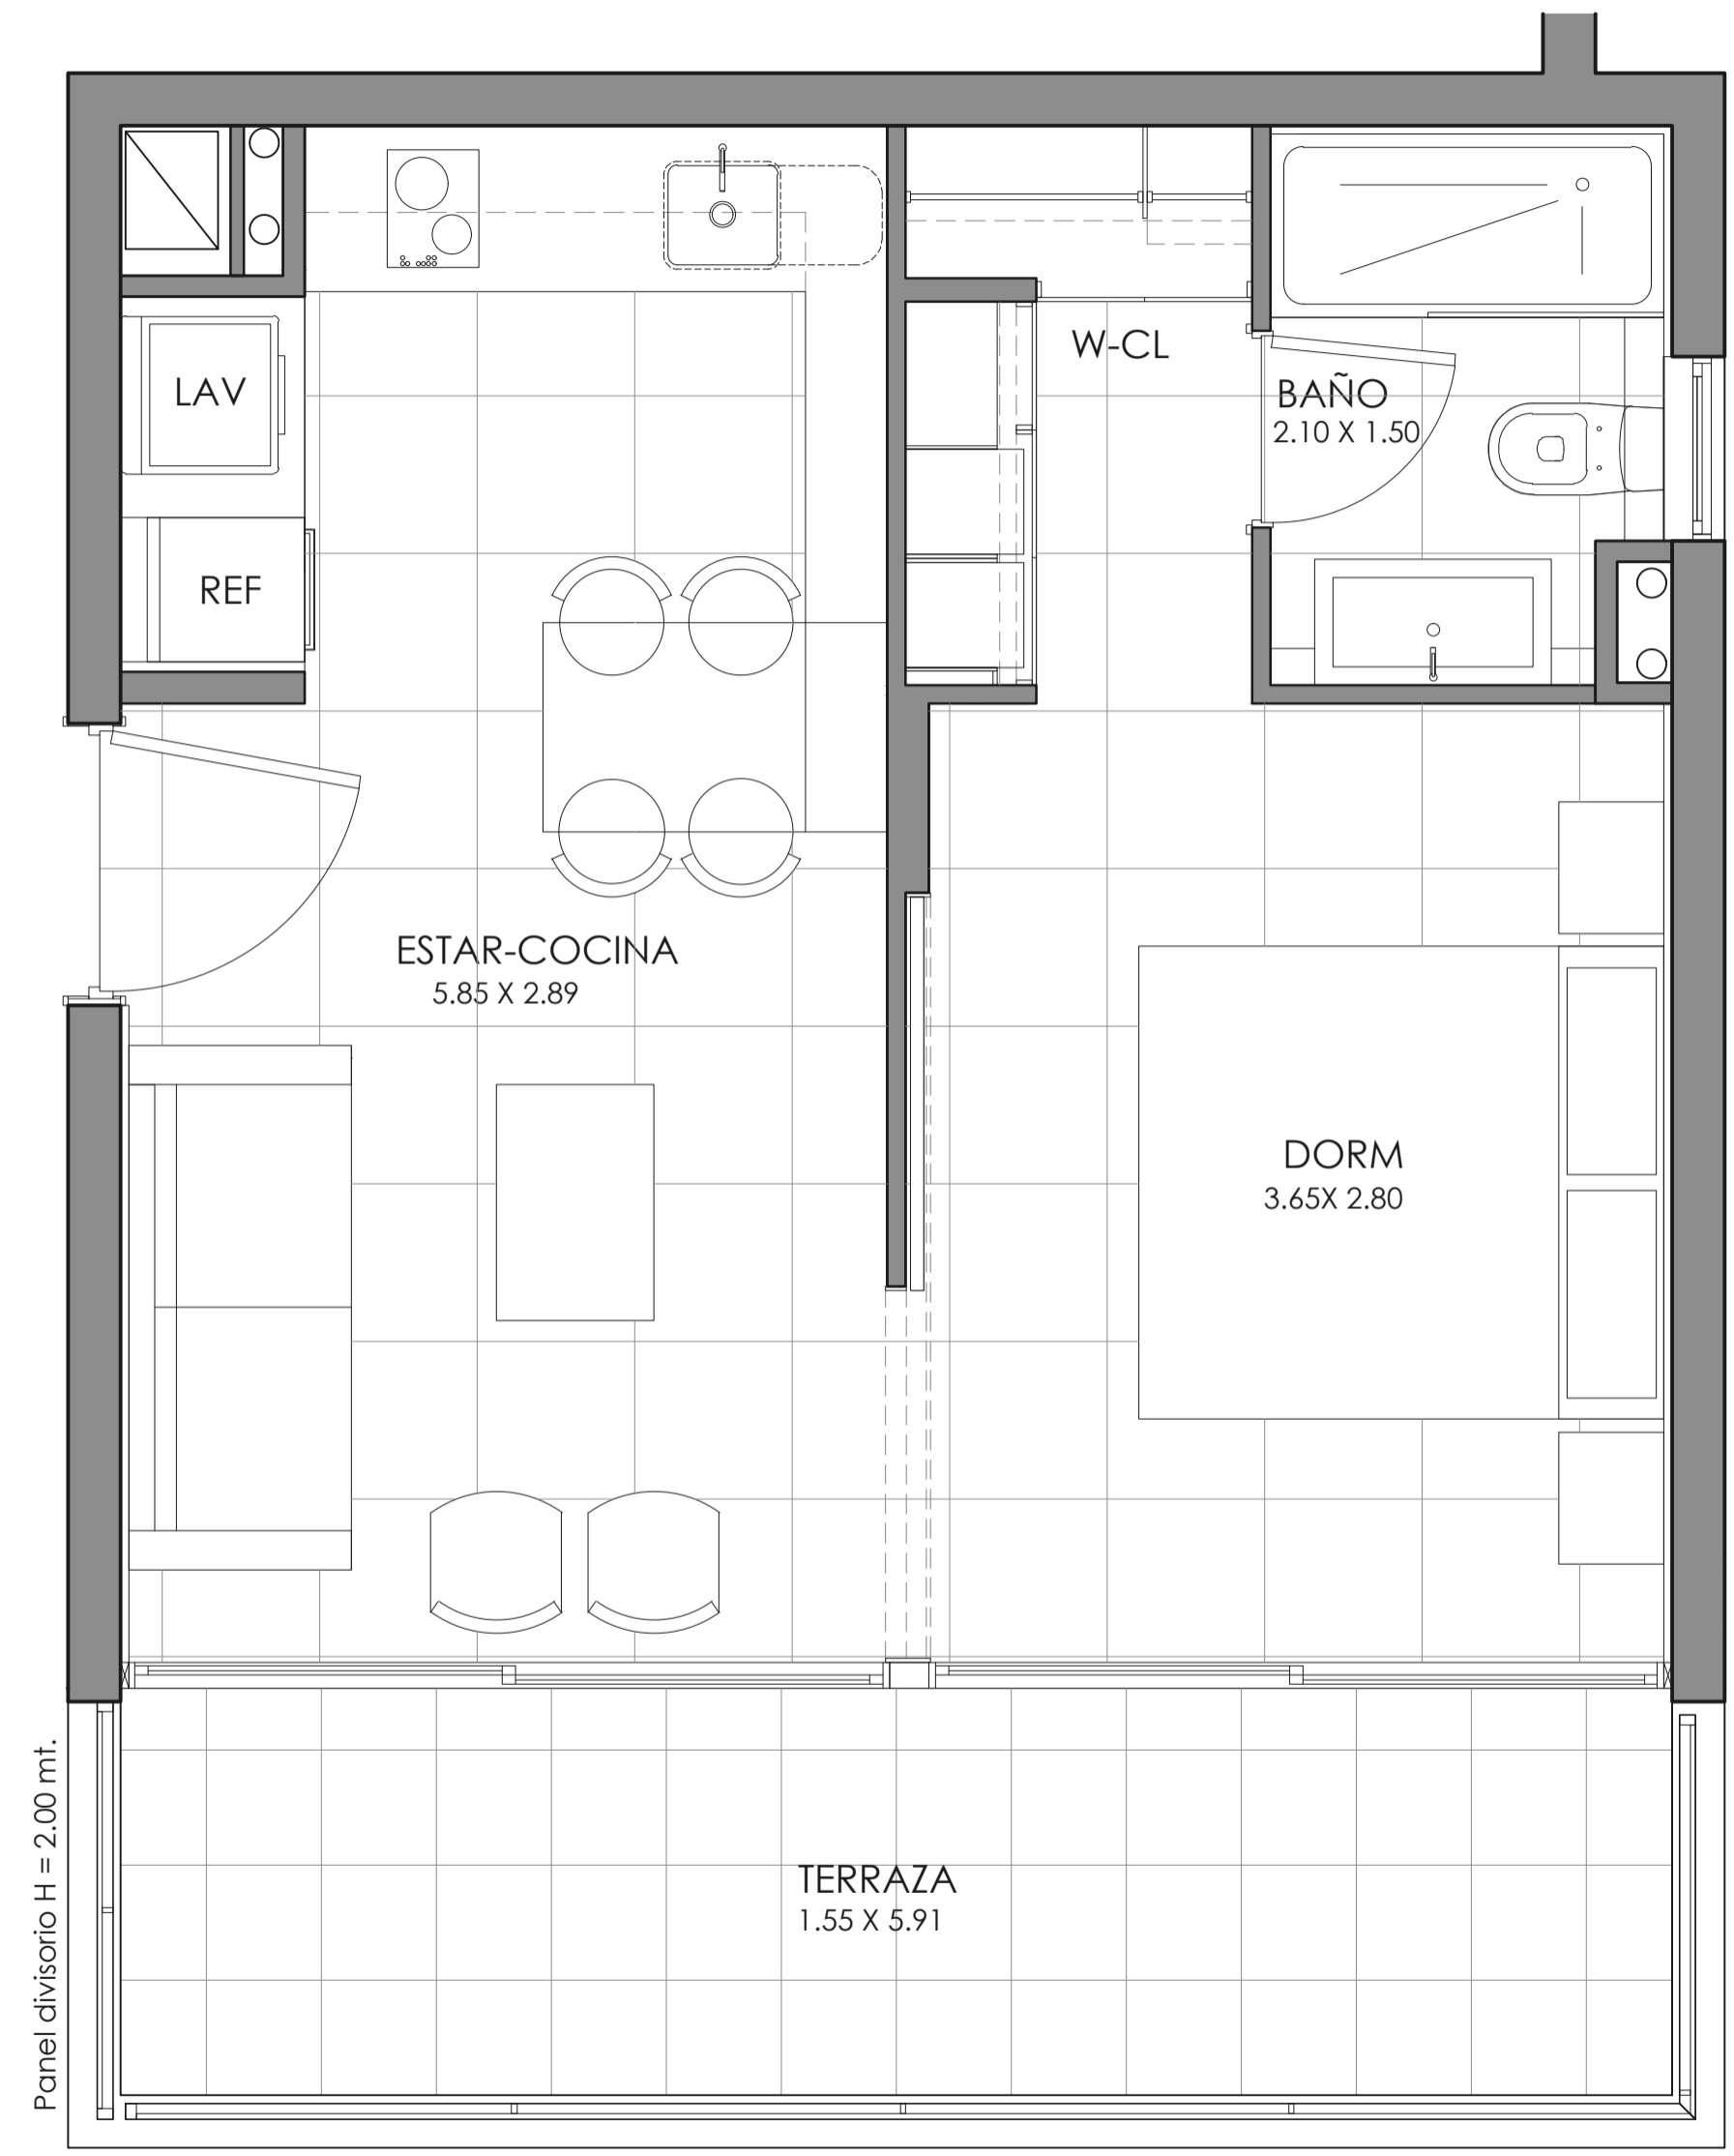 W-CL
LAV
BAÑO
2.10 X 1.50
REF
ESTAR-COCINA
5.85 X 2.89
DORM
3.65X 2.80
TERRAZA
1.55 X 5.91
Panel divisorio H = 2.00 mt.